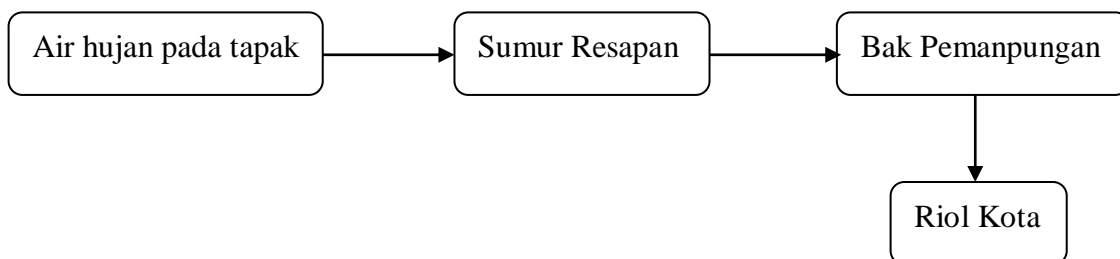 Air hujan pada tapak
Sumur Resapan
Bak Pemanpungan
Riol Kota